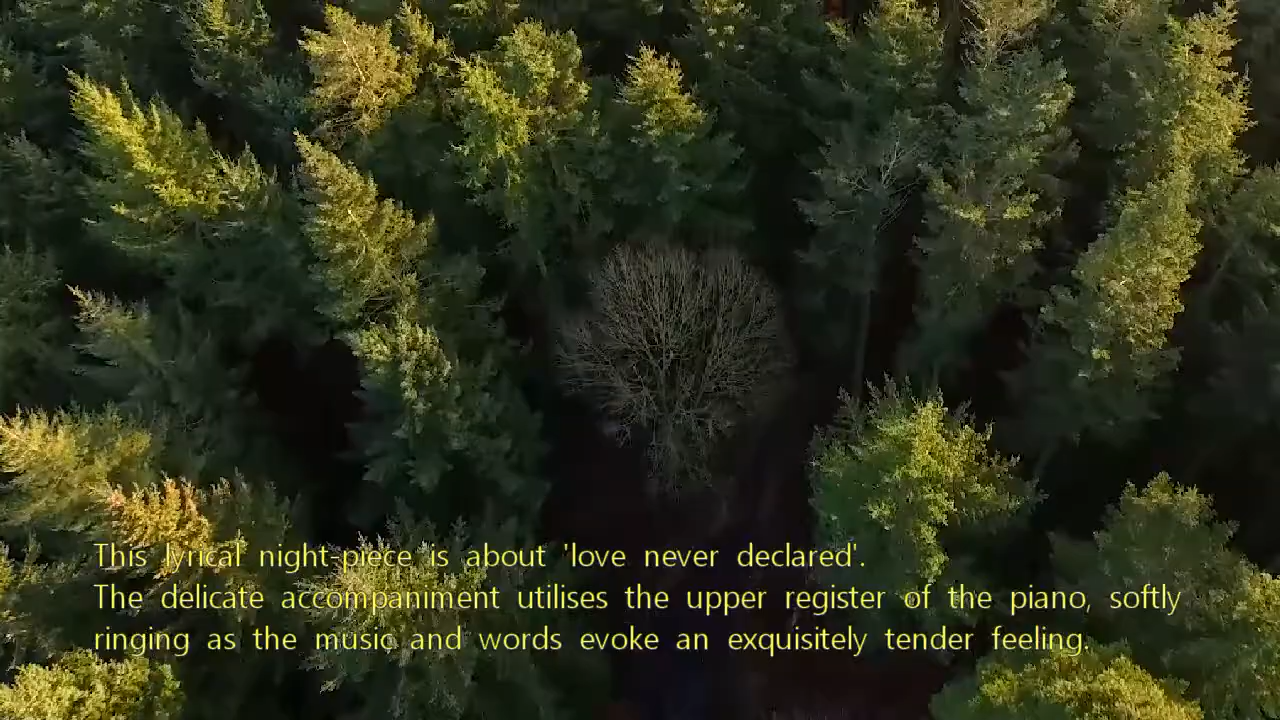 This lyrical night-piece is about 'love never declared'.
The delicate accompaniment utilises the upper register of the piano, softly
ringing as the music and words evoke an exquisitely tender feeling.